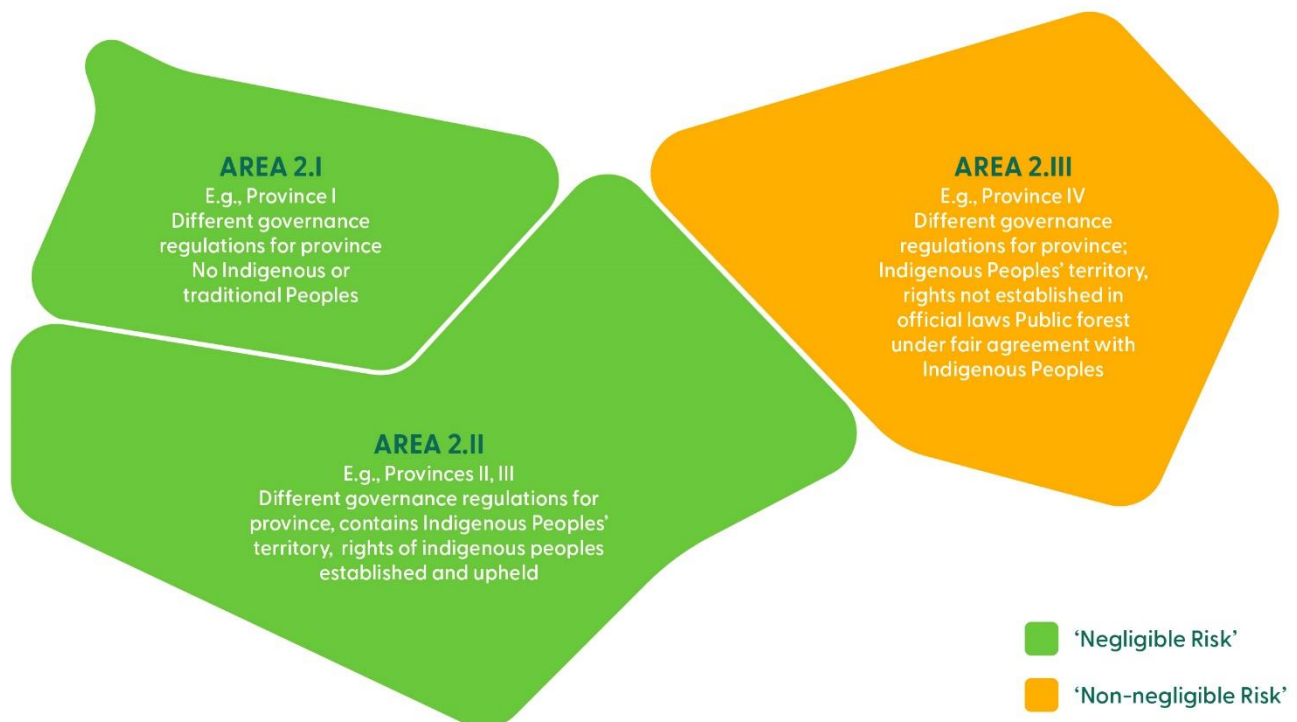 AREA 2.I
E.g., Province I
Different governance
regulations for province
No Indigenous or
traditional Peoples
AREA 2.III
E.g., Province IV
Different governance
regulations for province;
Indigenous Peoples’ territory,
rights not established in
official laws Public forest
under fair agreement with
Indigenous Peoples
AREA 2.II
E.g., Provinces II, III
Different governance regulations for
province, contains Indigenous Peoples’
territory, rights of indigenous peoples
established and upheld
‘Negligible Risk’
‘Non-negligible Risk’